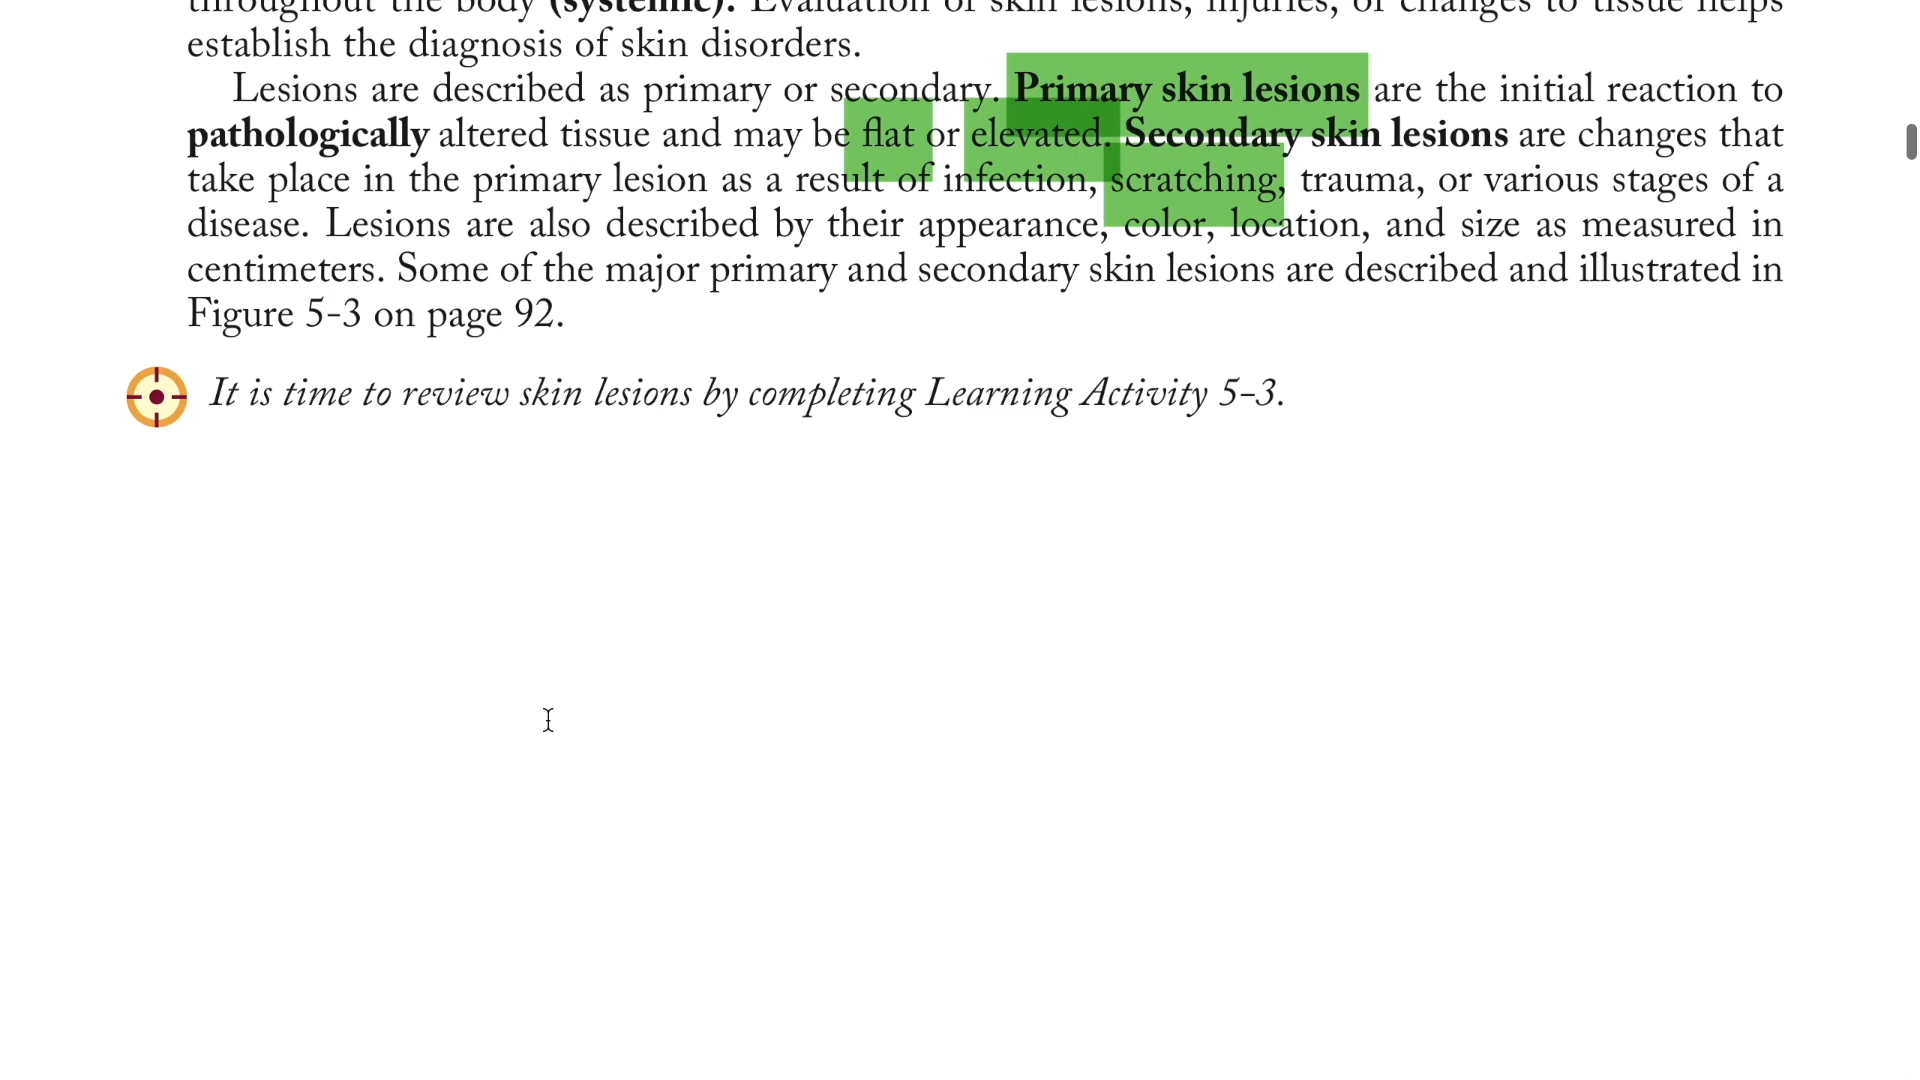 throughout the body (systemic). Evaluation of skin lesions, injuries, or changes to tissue helps
establish the diagnosis of skin disorders.
Lesions are described as primary or secondary. Primary skin lesions are the initial reaction to
pathologically altered tissue and may be flat or elevated. Secondary skin lesions are changes that
take place in the primary lesion as a result of infection, scratching, trauma, or various stages of a
disease. Lesions are also described by their appearance, color, location, and size as measured in
centimeters. Some of the major primary and secondary skin lesions are described and illustrated in
Figure 5-3 on page 92.
It is time to review skin lesions by completing Learning Activity 5-3.